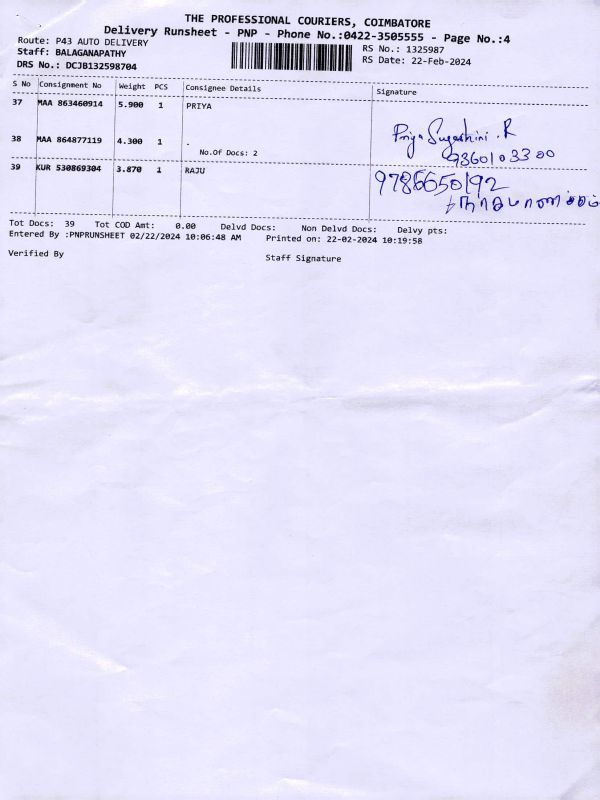 THE PROFESSIONAL COURIERS, COIMBATORE
Delivery Runsheet - PNP - Phone No.:0422-3505555 - Page No.:4
Route: P43 AUTO DELIVERY
RS No.: 1325987
Staff: BALAGANAPATHY
RS Date: 22-Feb-2024
DRS No.: DCJB132598704
S No Consignment No Weight PCS Consignee Details Signature
37 MAA 863460914 5.900 1 PRIYA
Priya Sugashini.R
38 MAA 864877119 4.300 1 .
No.Of Docs: 2
9360103300
39 KUR 530869304 3.870 1 RAJU
9786650192
Tot Docs: 39 Tot COD Amt: 0.00 Delvd Docs: Non Delvd Docs: Delvy pts:
Entered By :PNPRUNSHEET 02/22/2024 10:06:48 AM Printed on: 22-02-2024 10:19:58
Verified By
Staff Signature